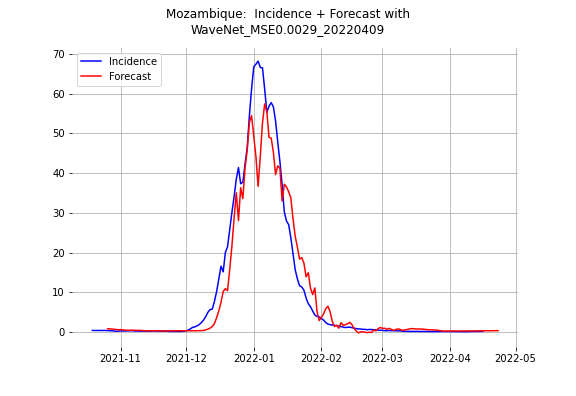 Mozambique:  Incidence + Forecast with
WaveNet_MSE0.0029_20220409
70
60
50
40
30
20
10
0
Incidence
Forecast
2021-11 2021-12 2022-01 2022-02 2022-03 2022-04 2022-05